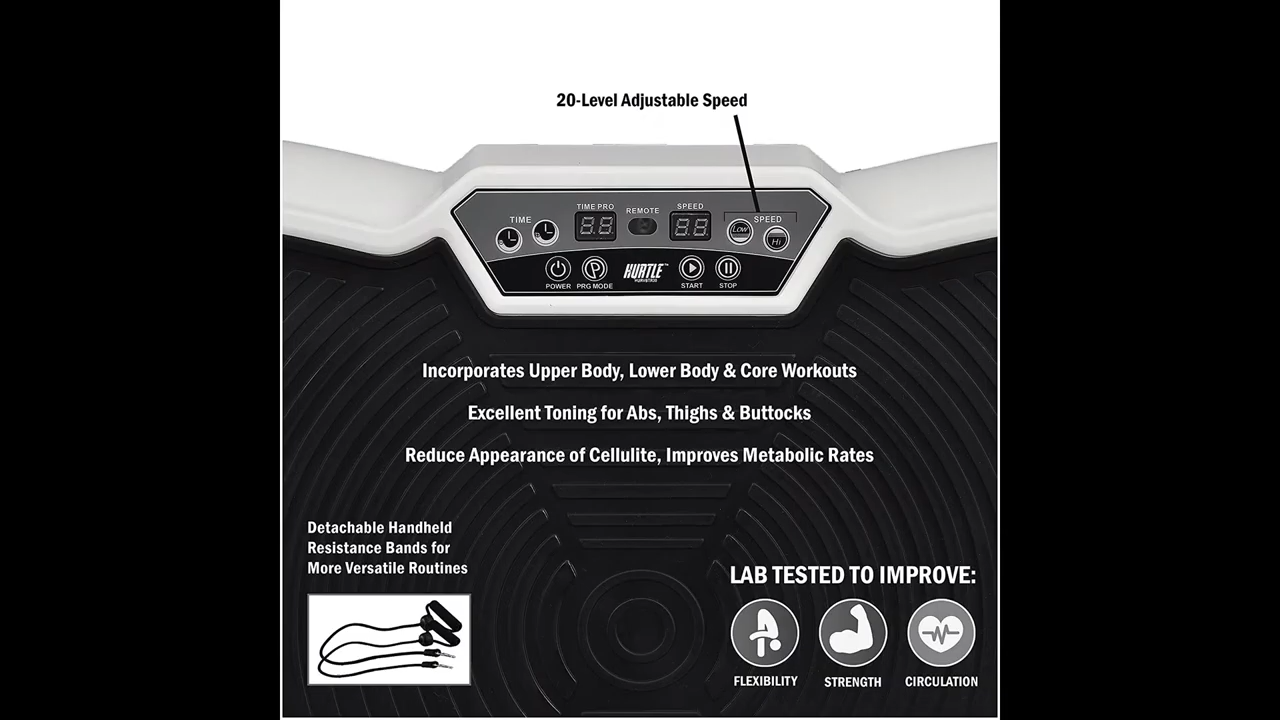 20-Level Adjustable Speed
TIME
TIME PRO
REMOTE
SPEED
SPEED
88
88
Low
Hi
POWER
PRG MODE
HURTLE
START
STOP
Incorporates Upper Body, Lower Body & Core Workouts
Excellent Toning for Abs, Thighs & Buttocks
Reduce Appearance of Cellulite, Improves Metabolic Rates
Detachable Handheld
Resistance Bands for
More Versatile Routines
LAB TESTED TO IMPROVE:
FLEXIBILITY
STRENGTH
CIRCULATION